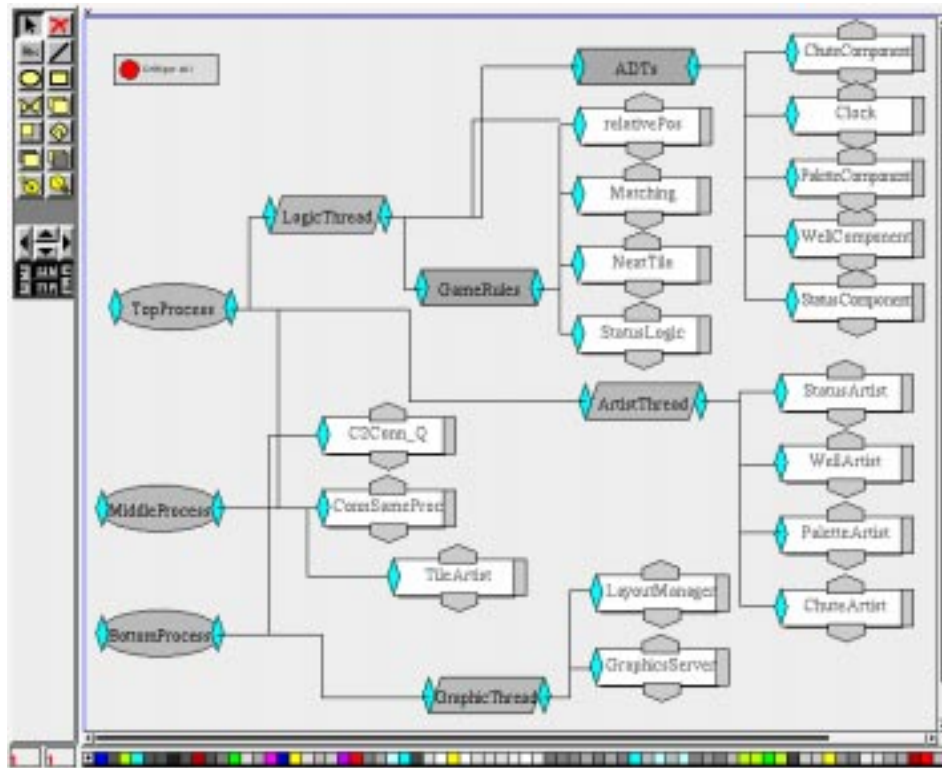 ChuteComponent
ADTs
Clock
relativePos
PaletteComponent
Matching
LogicThread
WellComponent
NextTile
GameRules
StatusComponent
TopProcess
StatusLogic
StatusArtist
ArtistThread
C2Conn_Q
WellArtist
MiddleProcess
ConnSameProc
PaletteArtist
TileArtist
LayoutManager
ChuteArtist
BottomProcess
GraphicsServer
GraphicThread